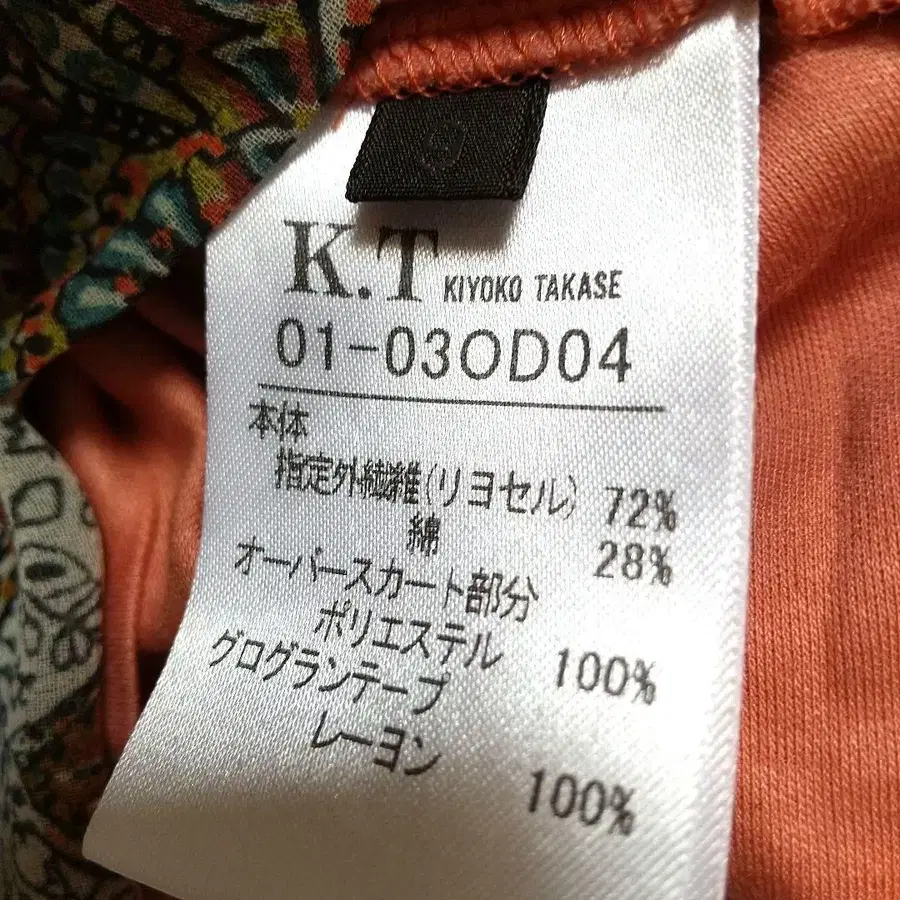 9
K.T KIYOKO TAKASE
01-03OD04
本体
指定外繊維(リヨセル) 72%
綿 28%
オーバースカート部分
ポリエステル 100%
グログランテープ
レーヨン 100%